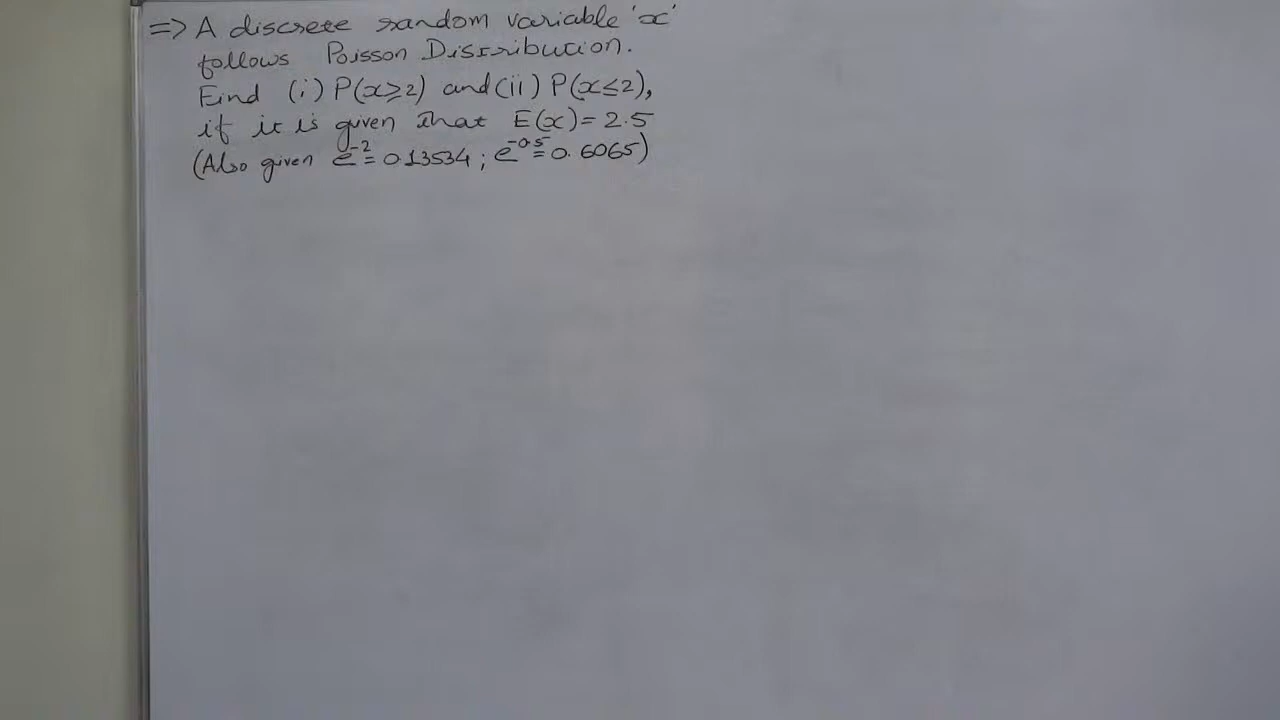 => A discrete random variable 'x'
follows Poisson Distribution.
Find (i) P(x≥2) and (ii) P(x≤2),
if it is given that E(x) = 2.5
(Also given e⁻² = 0.13534 ; e⁻⁰·⁵ = 0.6065)